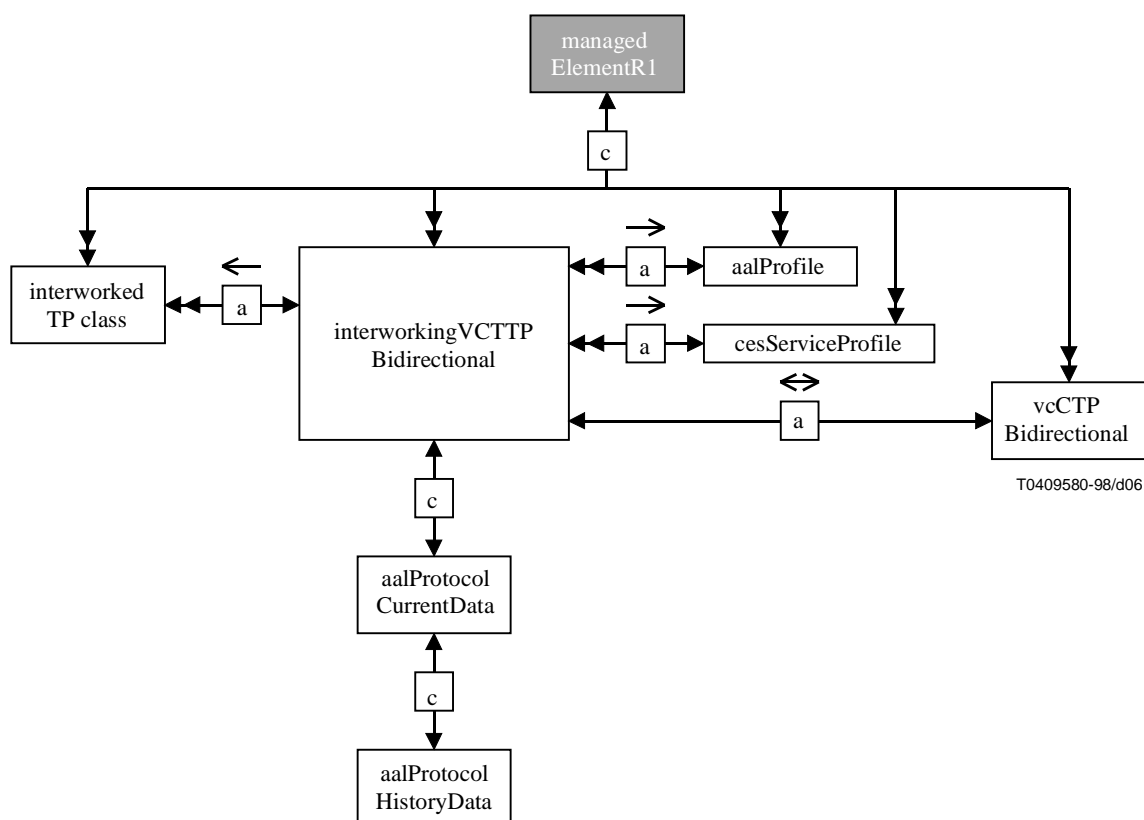 managed
ElementR1
c
interworked
TP class
a
interworkingVCTTP
Bidirectional
a
aalProfile
a
cesServiceProfile
a
vcCTP
Bidirectional
T0409580-98/d06
c
aalProtocol
CurrentData
c
aalProtocol
HistoryData